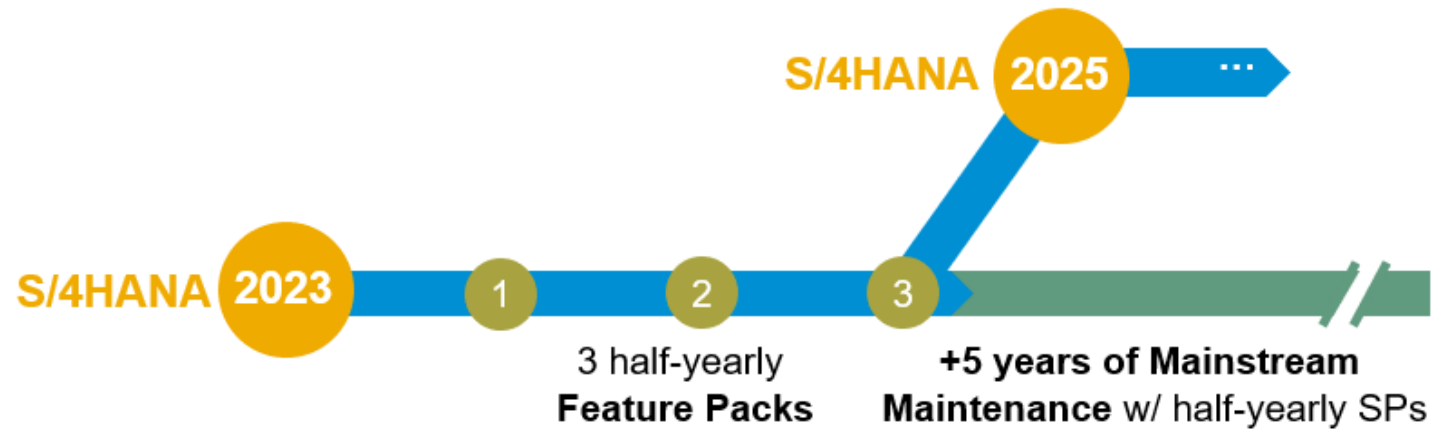 S/4HANA 2025 ...
S/4HANA 2023 1 2 3
3 half-yearly
Feature Packs
+5 years of Mainstream
Maintenance w/ half-yearly SPs